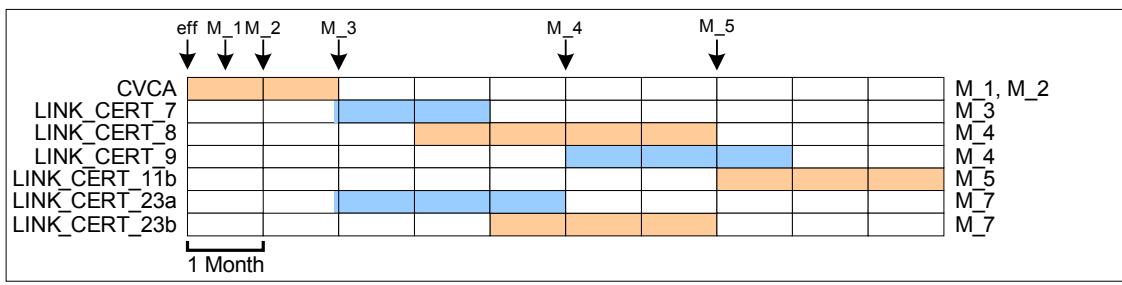 eff M_1 M_2 M_3 M_4 M_5
CVCA M_1, M_2
LINK_CERT_7 M_3
LINK_CERT_8 M_4
LINK_CERT_9 M_4
LINK_CERT_11b M_5
LINK_CERT_23a M_7
LINK_CERT_23b M_7
1 Month